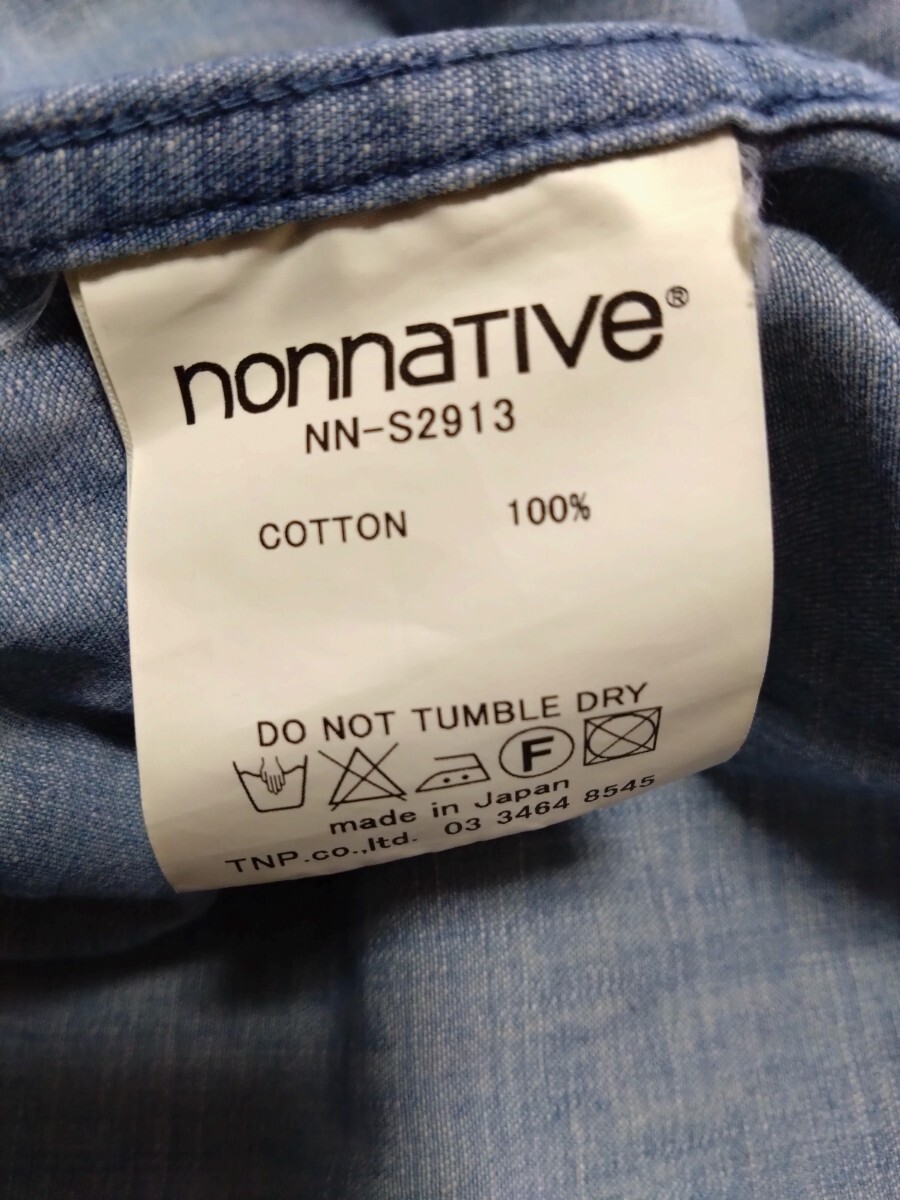 nonnaTIVe®
NN-S2913
COTTON 100%
DO NOT TUMBLE DRY
F
made in Japan
TNP.co.,ltd. 03 3464 8545